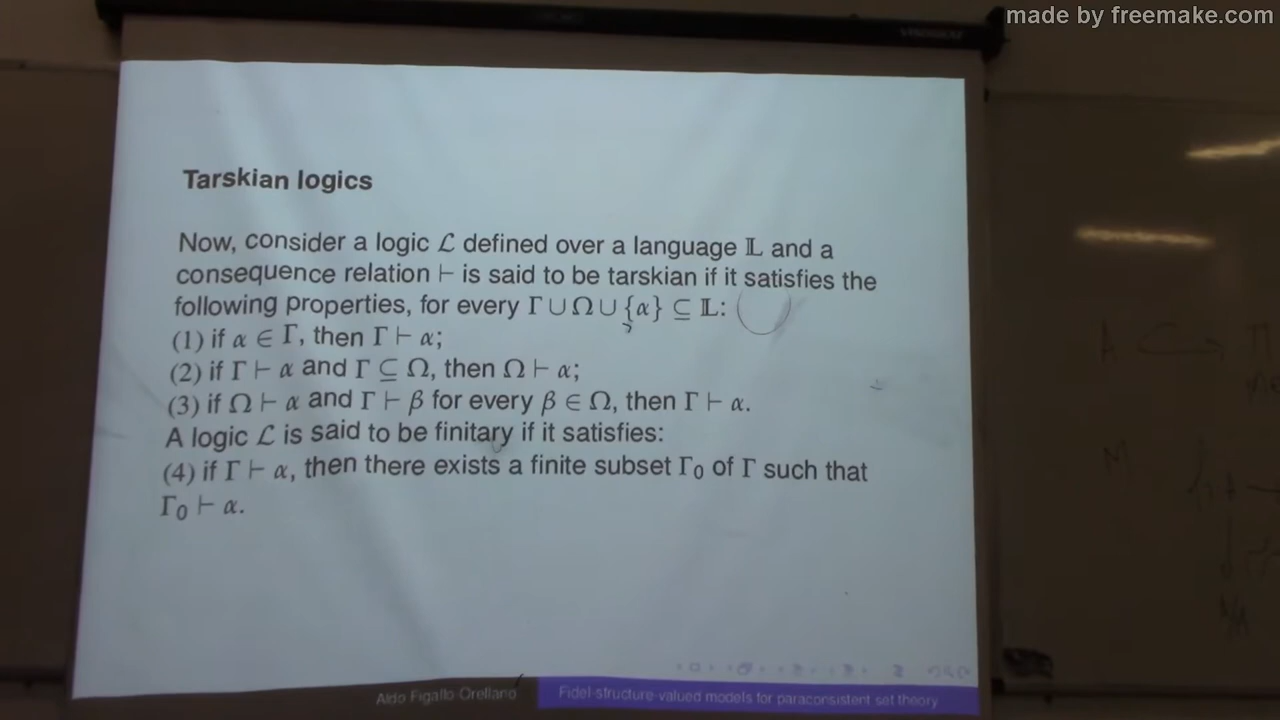 made by freemake.com
Tarskian logics
Now, consider a logic ℒ defined over a language 𝕃 and a
consequence relation ⊢ is said to be tarskian if it satisfies the
following properties, for every Γ ∪ Ω ∪ {α} ⊆ 𝕃:
(1) if α ∈ Γ, then Γ ⊢ α;
(2) if Γ ⊢ α and Γ ⊆ Ω, then Ω ⊢ α;
(3) if Ω ⊢ α and Γ ⊢ β for every β ∈ Ω, then Γ ⊢ α.
A logic ℒ is said to be finitary if it satisfies:
(4) if Γ ⊢ α, then there exists a finite subset Γ₀ of Γ such that
Γ₀ ⊢ α.
Aldo Figallo Orellano
Fidel-structure-valued models for paraconsistent set theory